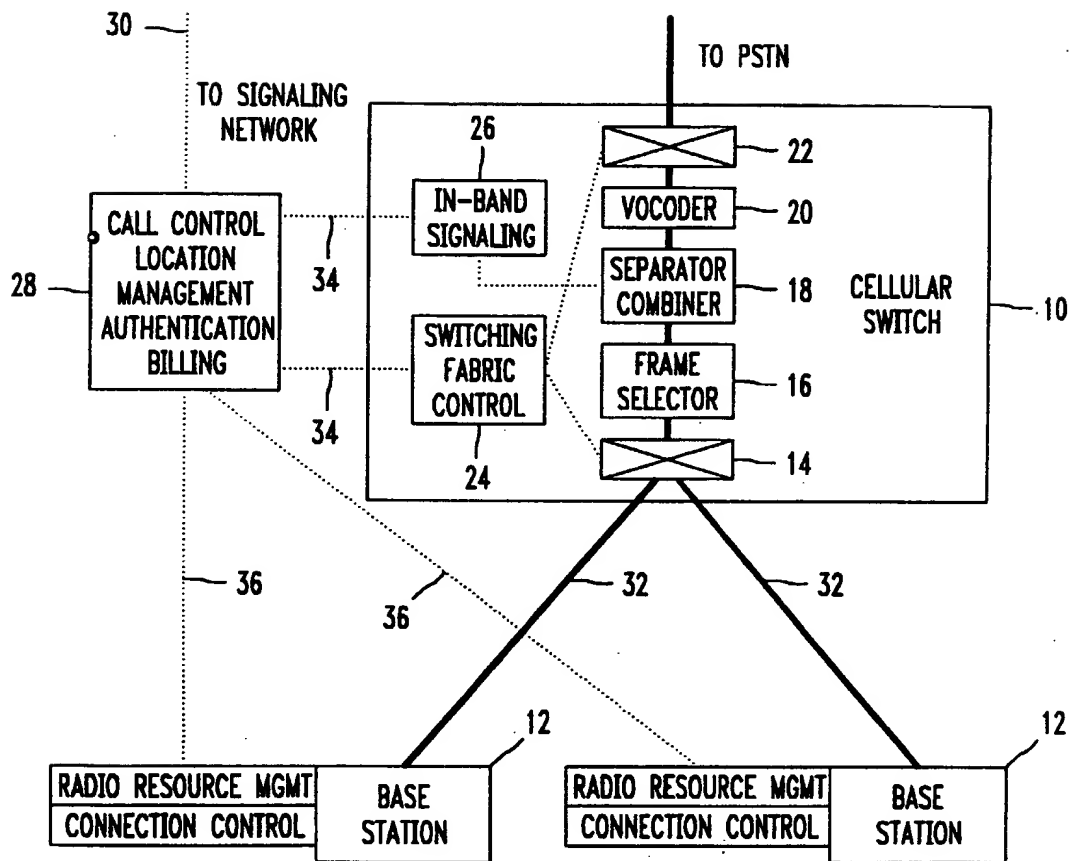 30
TO PSTN
TO SIGNALING
NETWORK
26
22
IN-BAND
SIGNALING
VOCODER
20
CALL CONTROL
LOCATION
MANAGEMENT
AUTHENTICATION
BILLING
28
34
SEPARATOR
COMBINER
18
CELLULAR
SWITCH
10
SWITCHING
FABRIC
CONTROL
FRAME
SELECTOR
16
34
24
14
36
36
32
32
12
12
RADIO RESOURCE MGMT
CONNECTION CONTROL
BASE
STATION
RADIO RESOURCE MGMT
CONNECTION CONTROL
BASE
STATION